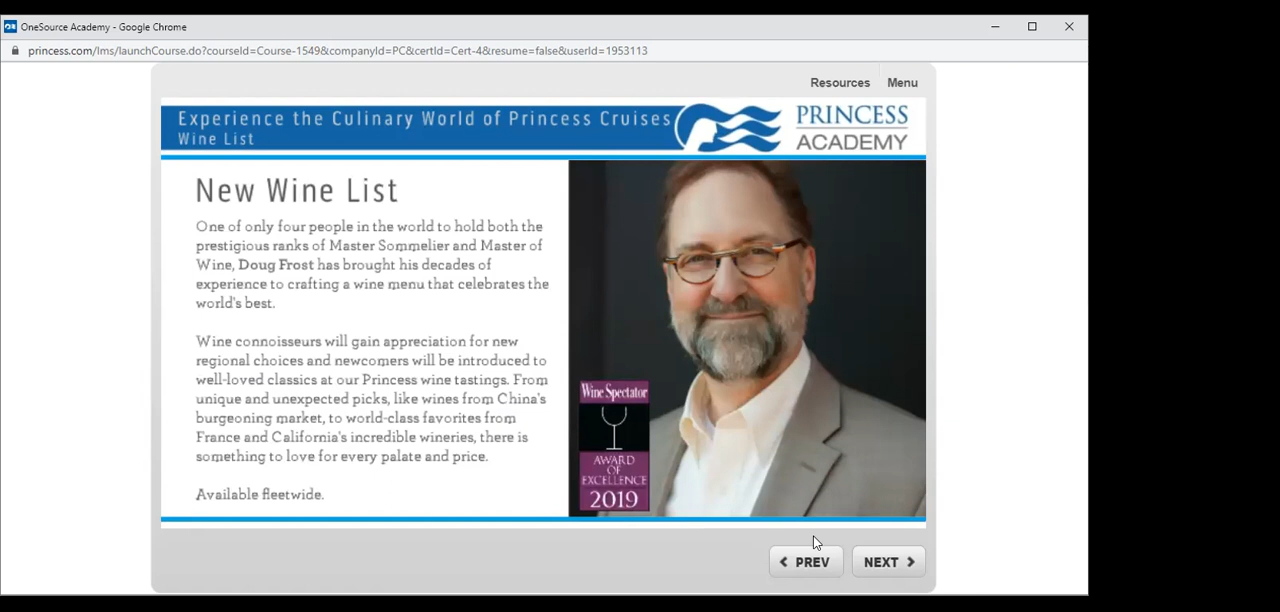 OneSource Academy - Google Chrome
princess.com/lms/launchCourse.do?courseId=Course-1549&companyId=PC&certId=Cert-4&resume=false&userId=1953113
Resources Menu
Experience the Culinary World of Princess Cruises
Wine List
PRINCESS
ACADEMY
New Wine List
One of only four people in the world to hold both the
prestigious ranks of Master Sommelier and Master of
Wine, Doug Frost has brought his decades of
experience to crafting a wine menu that celebrates the
world's best.
Wine connoisseurs will gain appreciation for new
regional choices and newcomers will be introduced to
well-loved classics at our Princess wine tastings. From
unique and unexpected picks, like wines from China's
burgeoning market, to world-class favorites from
France and California's incredible wineries, there is
something to love for every palate and price.
Available fleetwide.
Wine Spectator
AWARD
OF
EXCELLENCE
2019
PREV NEXT